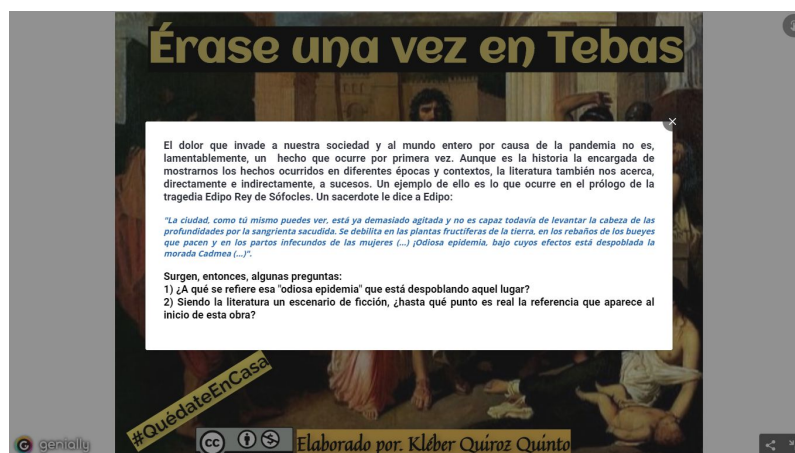 Érase una vez en Tebas
El dolor que invade a nuestra sociedad y al mundo entero por causa de la pandemia no es,
lamentablemente, un hecho que ocurre por primera vez. Aunque es la historia la encargada de
mostrarnos los hechos ocurridos en diferentes épocas y contextos, la literatura también nos acerca,
directamente e indirectamente, a sucesos. Un ejemplo de ello es lo que ocurre en el prólogo de la
tragedia Edipo Rey de Sófocles. Un sacerdote le dice a Edipo:
"La ciudad, como tú mismo puedes ver, está ya demasiado agitada y no es capaz todavía de levantar la cabeza de las
profundidades por la sangrienta sacudida. Se debilita en las plantas fructíferas de la tierra, en los rebaños de los bueyes
que pacen y en los partos infecundos de las mujeres (...) ¡Odiosa epidemia, bajo cuyos efectos está despoblada la
morada Cadmea (...)".
Surgen, entonces, algunas preguntas:
1) ¿A qué se refiere esa "odiosa epidemia" que está despoblando aquel lugar?
2) Siendo la literatura un escenario de ficción, ¿hasta qué punto es real la referencia que aparece al
inicio de esta obra?
#QuédateEnCasa
cc
Elaborado por. Kléber Quiroz Quinto
genially